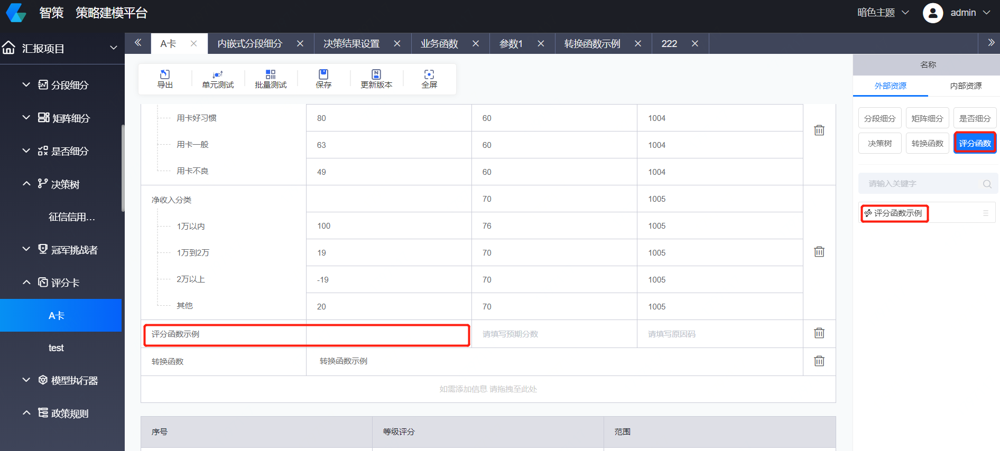 智策 策略建模平台
暗色主题
admin
汇报项目
A卡
内嵌式分段细分
决策结果设置
业务函数
参数1
转换函数示例
222
分段细分
矩阵细分
是否细分
决策树
征信信用...
冠军挑战者
评分卡
A卡
test
模型执行器
政策规则
导出
单元测试
批量测试
保存
更新版本
全屏
用卡好习惯 80 60 1004
用卡一般 63 60 1004
用卡不良 49 60 1004
净收入分类 70 1005
1万以内 100 76 1005
1万到2万 19 70 1005
2万以上 -19 70 1005
其他 20 70 1005
评分函数示例 请填写预期分数 请填写原因码
转换函数 转换函数示例
如需添加信息 请拖拽至此处
序号 等级评分 范围
名称
外部资源 内部资源
分段细分 矩阵细分 是否细分
决策树 转换函数 评分函数
请输入关键字
评分函数示例